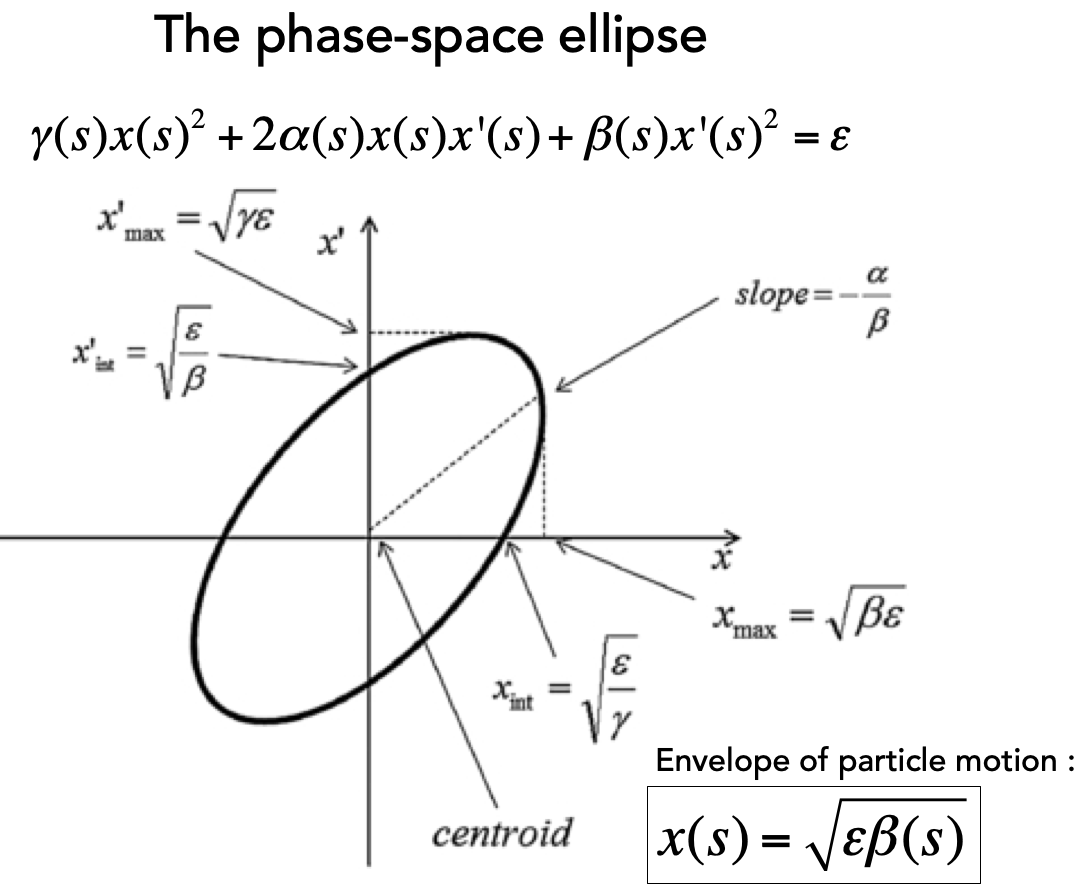 The phase-space ellipse
γ(s)x(s)² + 2α(s)x(s)x'(s) + β(s)x'(s)² = ε
x'max = √γε
x'
slope = −α/β
x'int = √ε/β
x
xmax = √βε
xint = √ε/γ
Envelope of particle motion :
centroid
x(s) = √εβ(s)